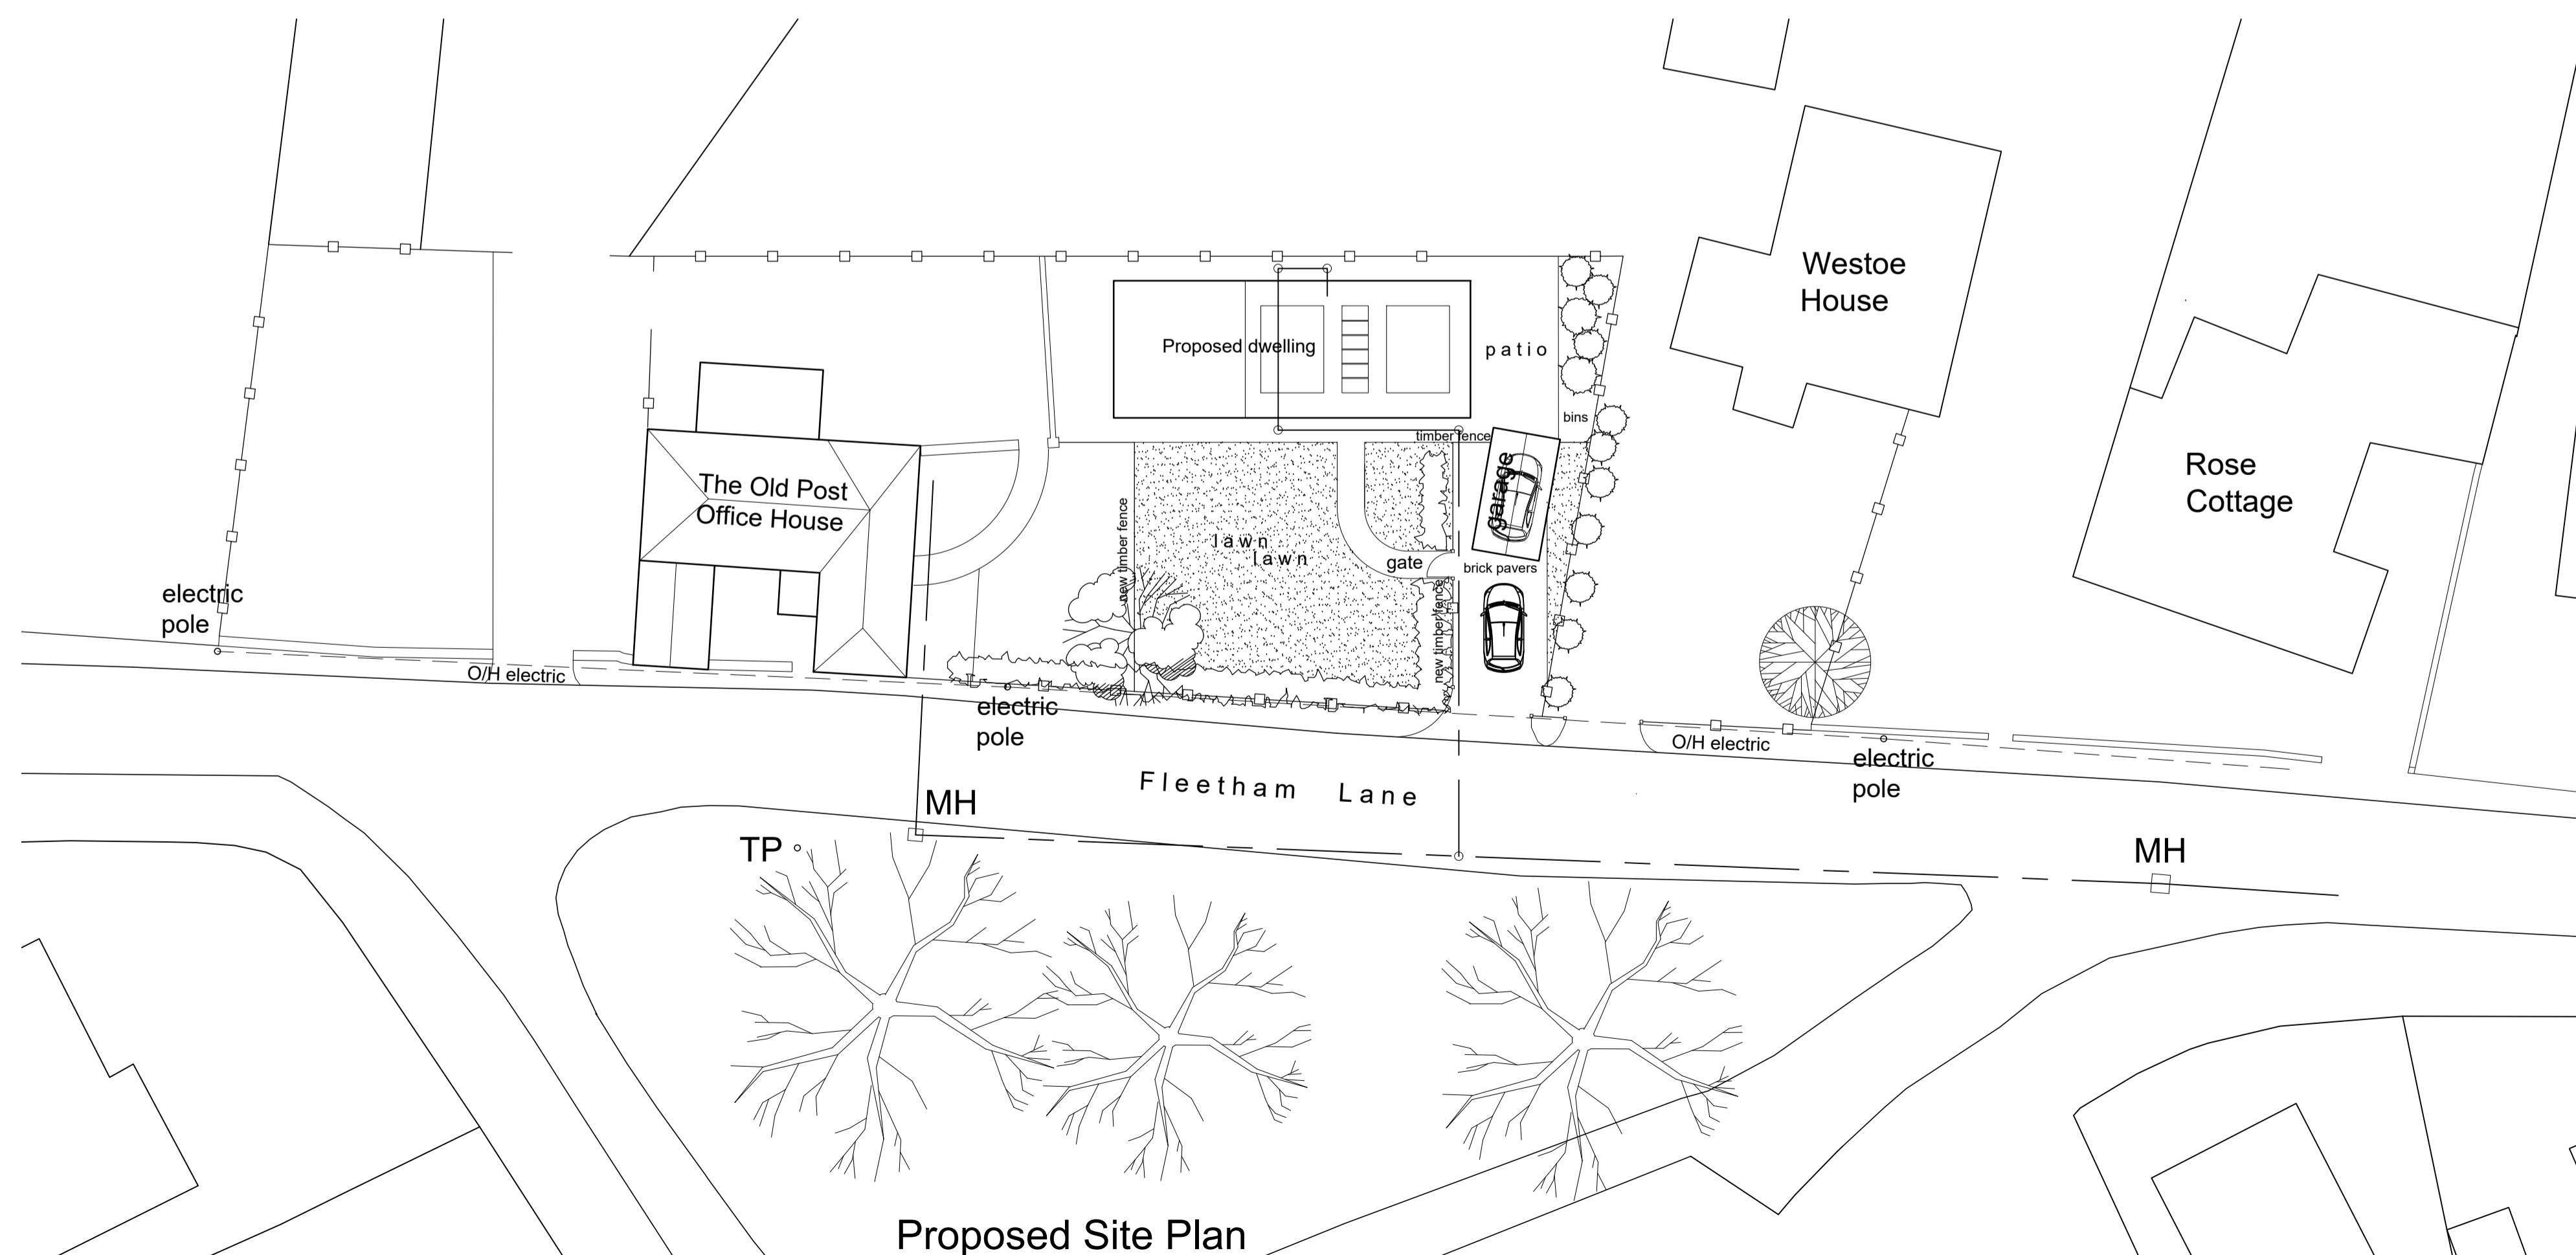 Westoe
House
Proposed dwelling
patio
bins
timber fence
Rose
Cottage
The Old Post
Office House
garage
new timber fence
lawn
lawn
gate
brick pavers
electric
pole
new timber fence
O/H electric
electric
pole
O/H electric
electric
pole
Fleetham Lane
MH
TP
MH
Proposed Site Plan